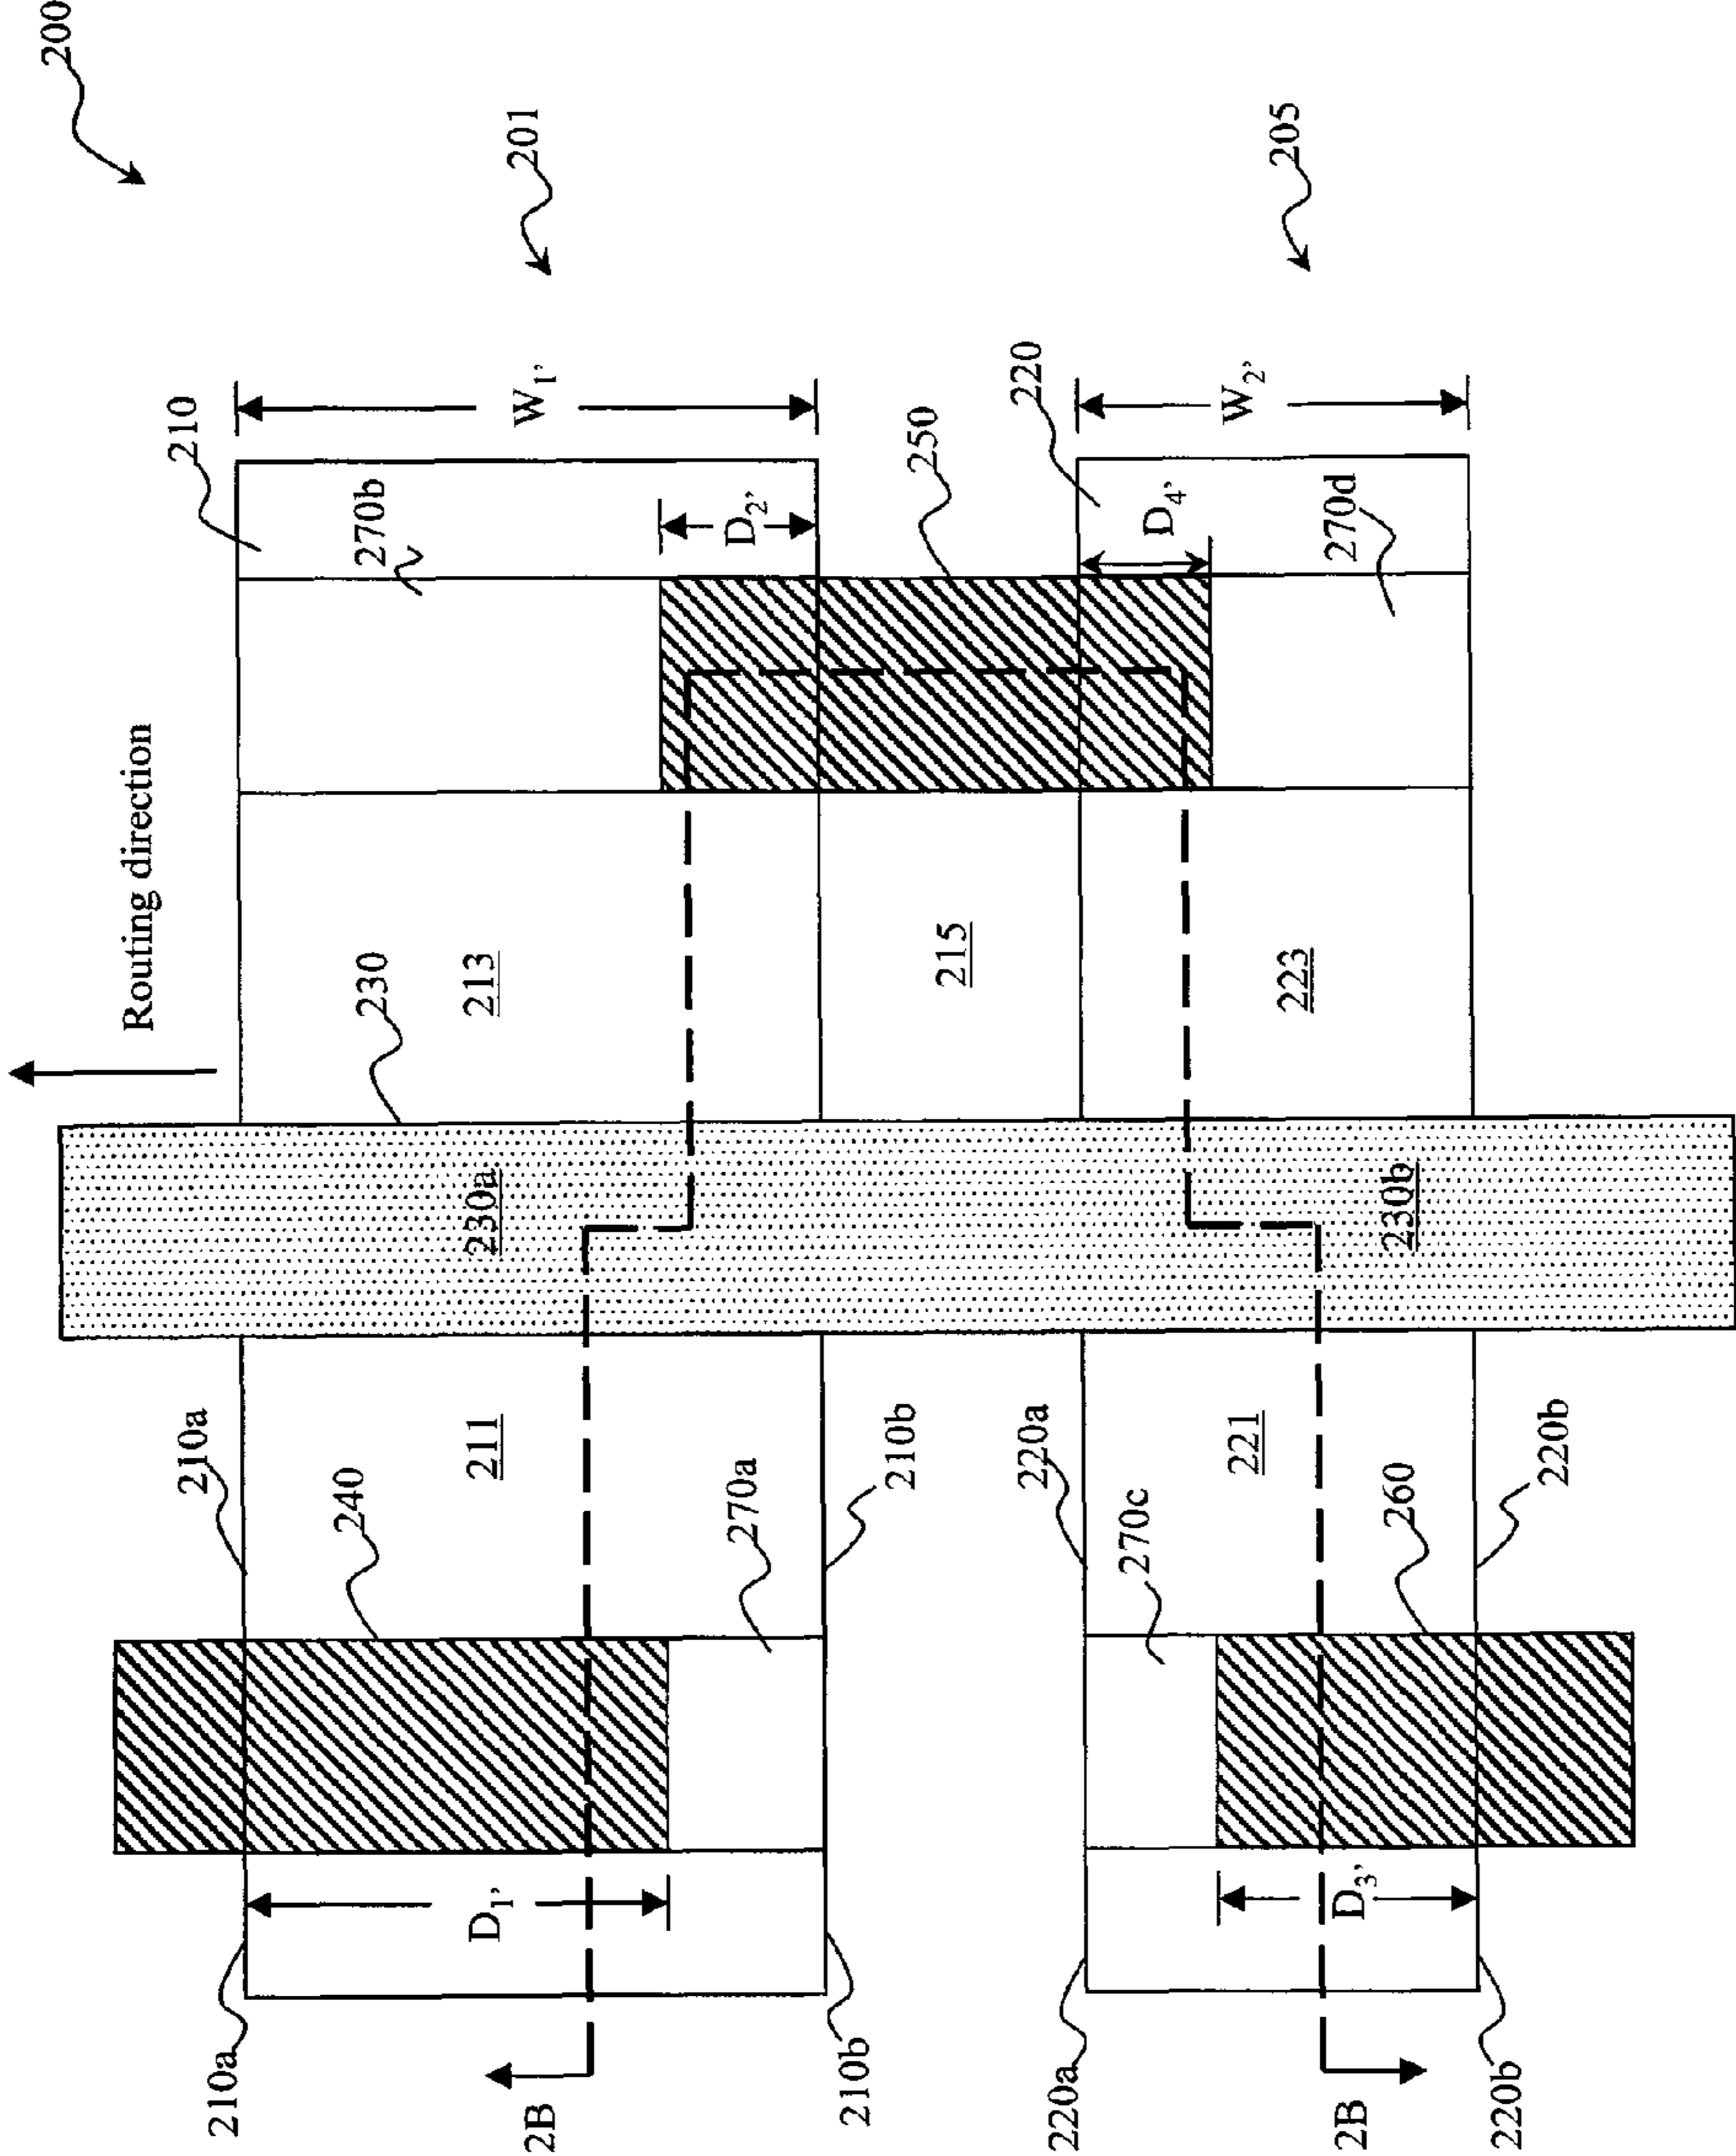 200
Routing direction
201
205
210
270b
W1’
D2’
250
220
D4’
W2’
270d
230
213
215
223
230a
230b
210a
240
211
270a
210b
220a
270c
221
260
220b
D1’
D3’
210a
210b
220a
220b
2B
2B